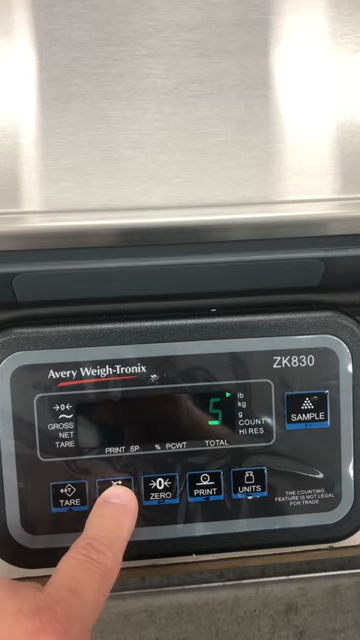 Avery Weigh-Tronix
ZK830
→0←
GROSS
NET
TARE
5
lb
kg
g
COUNT
HI RES
PRINT SP % PCWT TOTAL
SAMPLE
TARE
→0←
ZERO
PRINT
UNITS
THE COUNTING
FEATURE IS NOT LEGAL
FOR TRADE